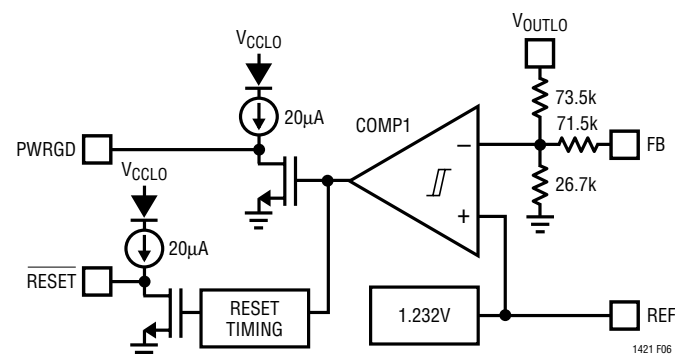 VOUTLO
VCCLO
73.5k
20µA
COMP1
71.5k
PWRGD
−
FB
VCCLO
26.7k
+
20µA
RESET
RESET
TIMING
1.232V
REF
1421 F06